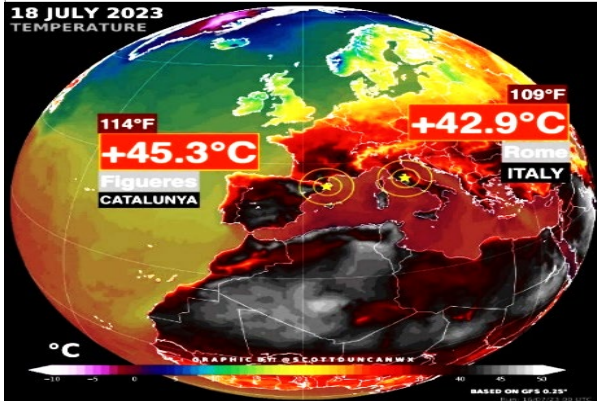 18 JULY 2023
TEMPERATURE
109°F
+42.9°C
Rome
ITALY
114°F
+45.3°C
Figueres
CATALUNYA
°C
GRAPHIC BY: @SCOTTDUNCANWX
-10 -5 0 10 40 45 50
BASED ON GFS 0.25°